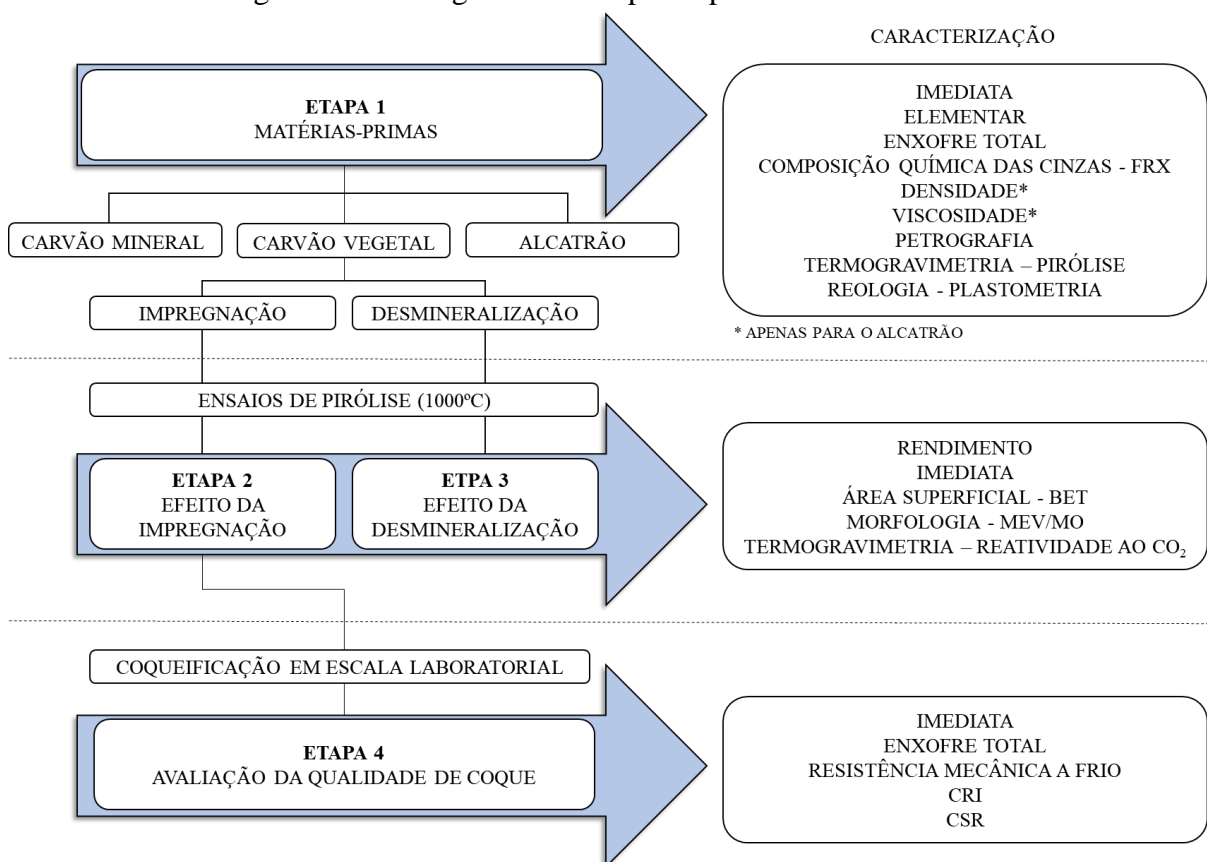 CARACTERIZAÇÃO
ETAPA 1
MATÉRIAS-PRIMAS
IMEDIATA
ELEMENTAR
ENXOFRE TOTAL
COMPOSIÇÃO QUÍMICA DAS CINZAS - FRX
DENSIDADE*
VISCOSIDADE*
PETROGRAFIA
TERMOGRAVIMETRIA – PIRÓLISE
REOLOGIA - PLASTOMETRIA
* APENAS PARA O ALCATRÃO
CARVÃO MINERAL
CARVÃO VEGETAL
ALCATRÃO
IMPREGNAÇÃO
DESMINERALIZAÇÃO
ENSAIOS DE PIRÓLISE (1000ºC)
ETAPA 2
EFEITO DA
IMPREGNAÇÃO
ETPA 3
EFEITO DA
DESMINERALIZAÇÃO
RENDIMENTO
IMEDIATA
ÁREA SUPERFICIAL - BET
MORFOLOGIA - MEV/MO
TERMOGRAVIMETRIA – REATIVIDADE AO CO₂
COQUEIFICAÇÃO EM ESCALA LABORATORIAL
ETAPA 4
AVALIAÇÃO DA QUALIDADE DE COQUE
IMEDIATA
ENXOFRE TOTAL
RESISTÊNCIA MECÂNICA A FRIO
CRI
CSR